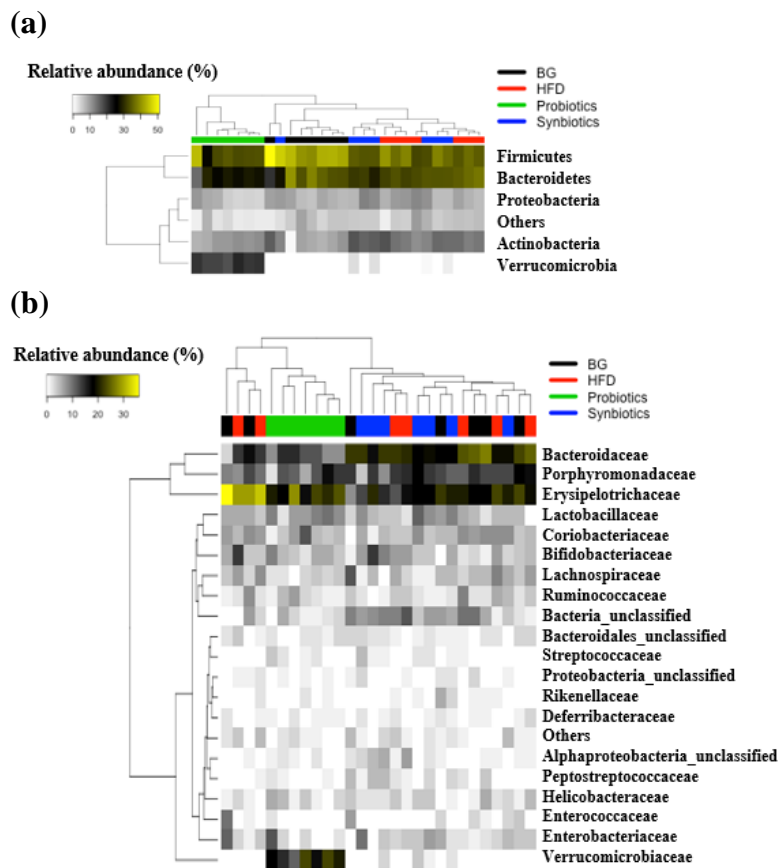 (a)
Relative abundance (%)
0 10 30 50
BG
HFD
Probiotics
Synbiotics
Firmicutes
Bacteroidetes
Proteobacteria
Others
Actinobacteria
Verrucomicrobia
(b)
Relative abundance (%)
0 10 20 30
BG
HFD
Probiotics
Synbiotics
Bacteroidaceae
Porphyromonadaceae
Erysipelotrichaceae
Lactobacillaceae
Coriobacteriaceae
Bifidobacteriaceae
Lachnospiraceae
Ruminococcaceae
Bacteria_unclassified
Bacteroidales_unclassified
Streptococcaceae
Proteobacteria_unclassified
Rikenellaceae
Deferribacteraceae
Others
Alphaproteobacteria_unclassified
Peptostreptococcaceae
Helicobacteraceae
Enterococcaceae
Enterobacteriaceae
Verrucomicrobiaceae